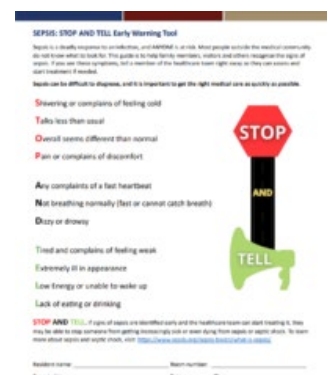 SEPSIS: STOP AND TELL Early Warning Tool
Sepsis is a deadly response to an infection, and ANYONE is at risk. Most people outside the medical community
do not know what to look for. This guide is to help family members, visitors and others recognize the signs of
sepsis. If you see these symptoms, tell a member of the healthcare team right away so they can assess and
start treatment if needed.
Sepsis can be difficult to diagnose, and it is important to get the right medical care as quickly as possible.
Shivering or complains of feeling cold
Talks less than usual
Overall seems different than normal
Pain or complains of discomfort
Any complaints of a fast heartbeat
Not breathing normally (fast or cannot catch breath)
Dizzy or drowsy
Tired and complains of feeling weak
Extremely ill in appearance
Low Energy or unable to wake up
Lack of eating or drinking
STOP
AND
TELL
STOP AND TELL, if signs of sepsis are identified early and the healthcare team can start treating it, they
may be able to stop someone from getting increasingly sick or even dying from sepsis or septic shock. To learn
more about sepsis and septic shock, visit:
Resident name:
Room number: